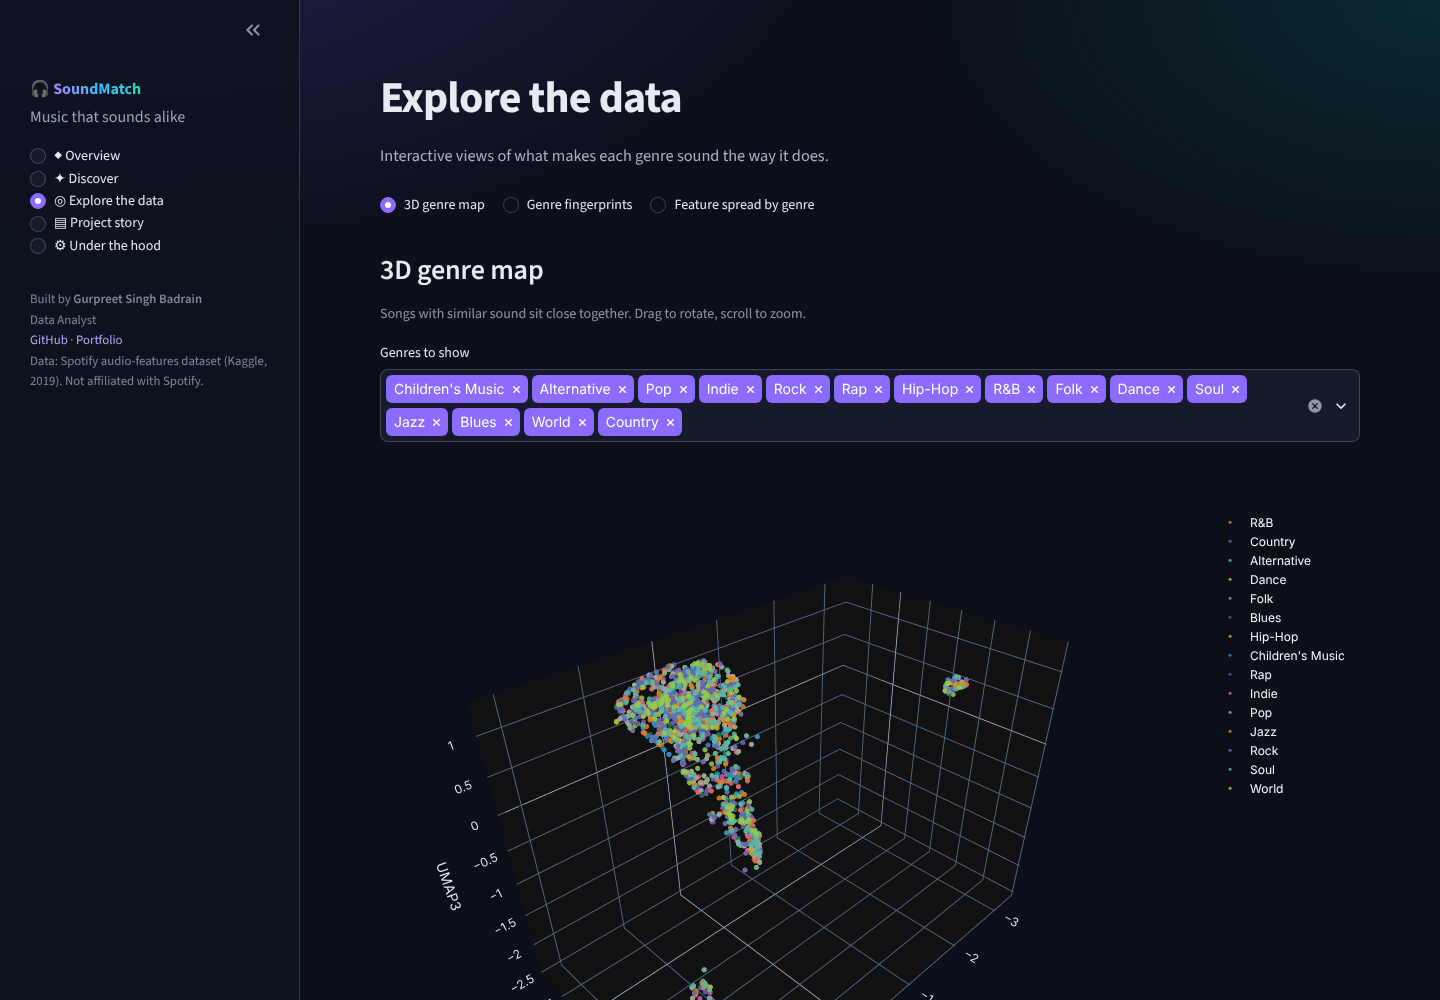 SoundMatch
Music that sounds alike
Overview
Discover
Explore the data
Project story
Under the hood
Built by Gurpreet Singh Badrain
Data Analyst
GitHub · Portfolio
Data: Spotify audio-features dataset (Kaggle,
2019). Not affiliated with Spotify.
Explore the data
Interactive views of what makes each genre sound the way it does.
3D genre map
Genre fingerprints
Feature spread by genre
3D genre map
Songs with similar sound sit close together. Drag to rotate, scroll to zoom.
Genres to show
Children's Music × Alternative × Pop × Indie × Rock × Rap × Hip-Hop × R&B × Folk × Dance × Soul ×
Jazz × Blues × World × Country ×
R&B
Country
Alternative
Dance
Folk
Blues
Hip-Hop
Children's Music
Rap
Indie
Pop
Jazz
Rock
Soul
World
1
0.5
0
−0.5
−1
−1.5
−2
−2.5
UMAP3
−3
−2
−1